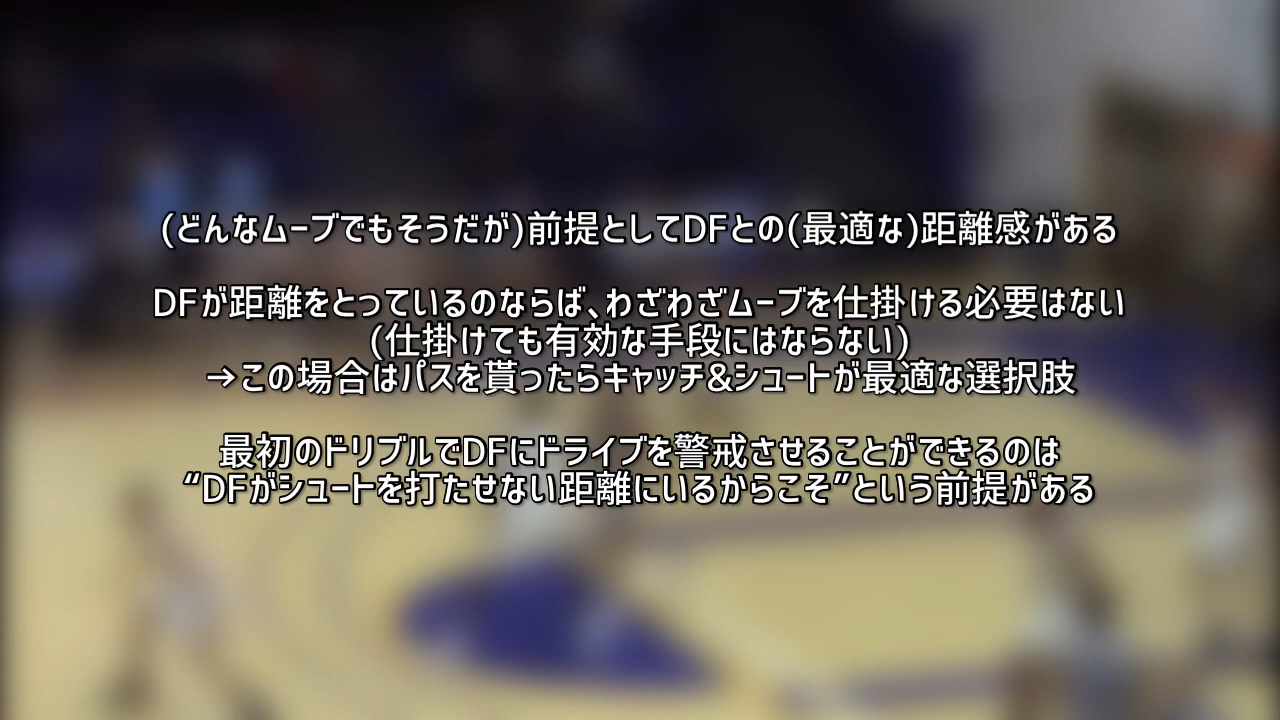 (どんなムーブでもそうだが)前提としてDFとの(最適な)距離感がある
DFが距離をとっているのならば、わざわざムーブを仕掛ける必要はない
(仕掛けても有効な手段にはならない)
→この場合はパスを貰ったらキャッチ&シュートが最適な選択肢
最初のドリブルでDFにドライブを警戒させることができるのは
“DFがシュートを打たせない距離にいるからこそ”という前提がある